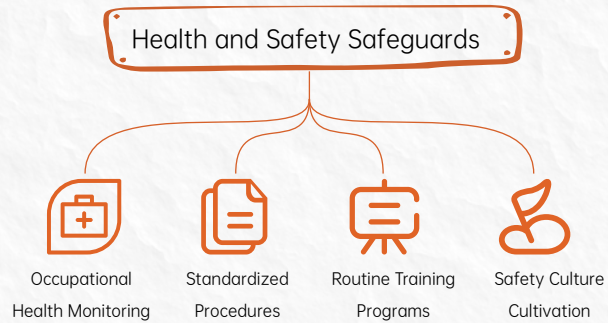 Health and Safety Safeguards
Occupational
Health Monitoring
Standardized
Procedures
Routine Training
Programs
Safety Culture
Cultivation